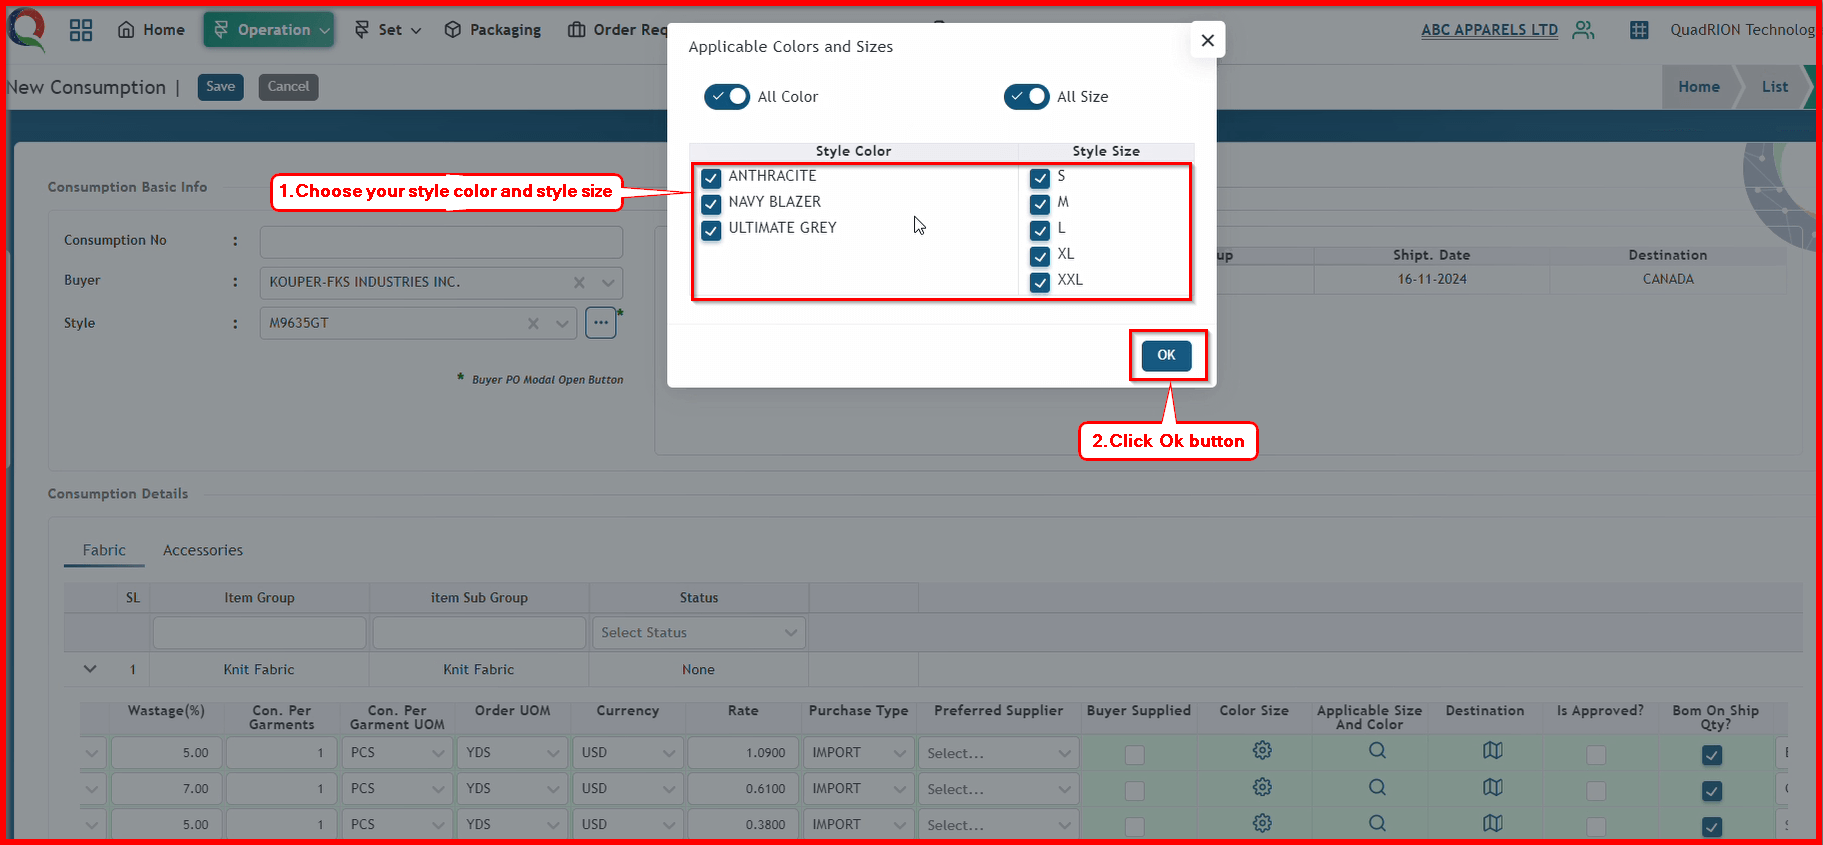 Home
Operation
Set
Packaging
Order Req
ABC APPARELS LTD
QuadRION Technolog
New Consumption |
Save
Cancel
Home
List
Applicable Colors and Sizes
All Color
All Size
Style Color
Style Size
ANTHRACITE
NAVY BLAZER
ULTIMATE GREY
S
M
L
XL
XXL
OK
1.Choose your style color and style size
2.Click Ok button
Consumption Basic Info
Consumption No :
Buyer : KOUPER-FKS INDUSTRIES INC.
Style : M9635GT
* Buyer PO Modal Open Button
up Shipt. Date Destination
16-11-2024 CANADA
Consumption Details
Fabric Accessories
SL Item Group item Sub Group Status
Select Status
1 Knit Fabric Knit Fabric None
Wastage(%) Con. Per Garments Con. Per Garment UOM Order UOM Currency Rate Purchase Type Preferred Supplier Buyer Supplied Color Size Applicable Size And Color Destination Is Approved? Bom On Ship Qty?
5.00 1 PCS YDS USD 1.0900 IMPORT Select...
7.00 1 PCS YDS USD 0.6100 IMPORT Select...
5.00 1 PCS YDS USD 0.3800 IMPORT Select...